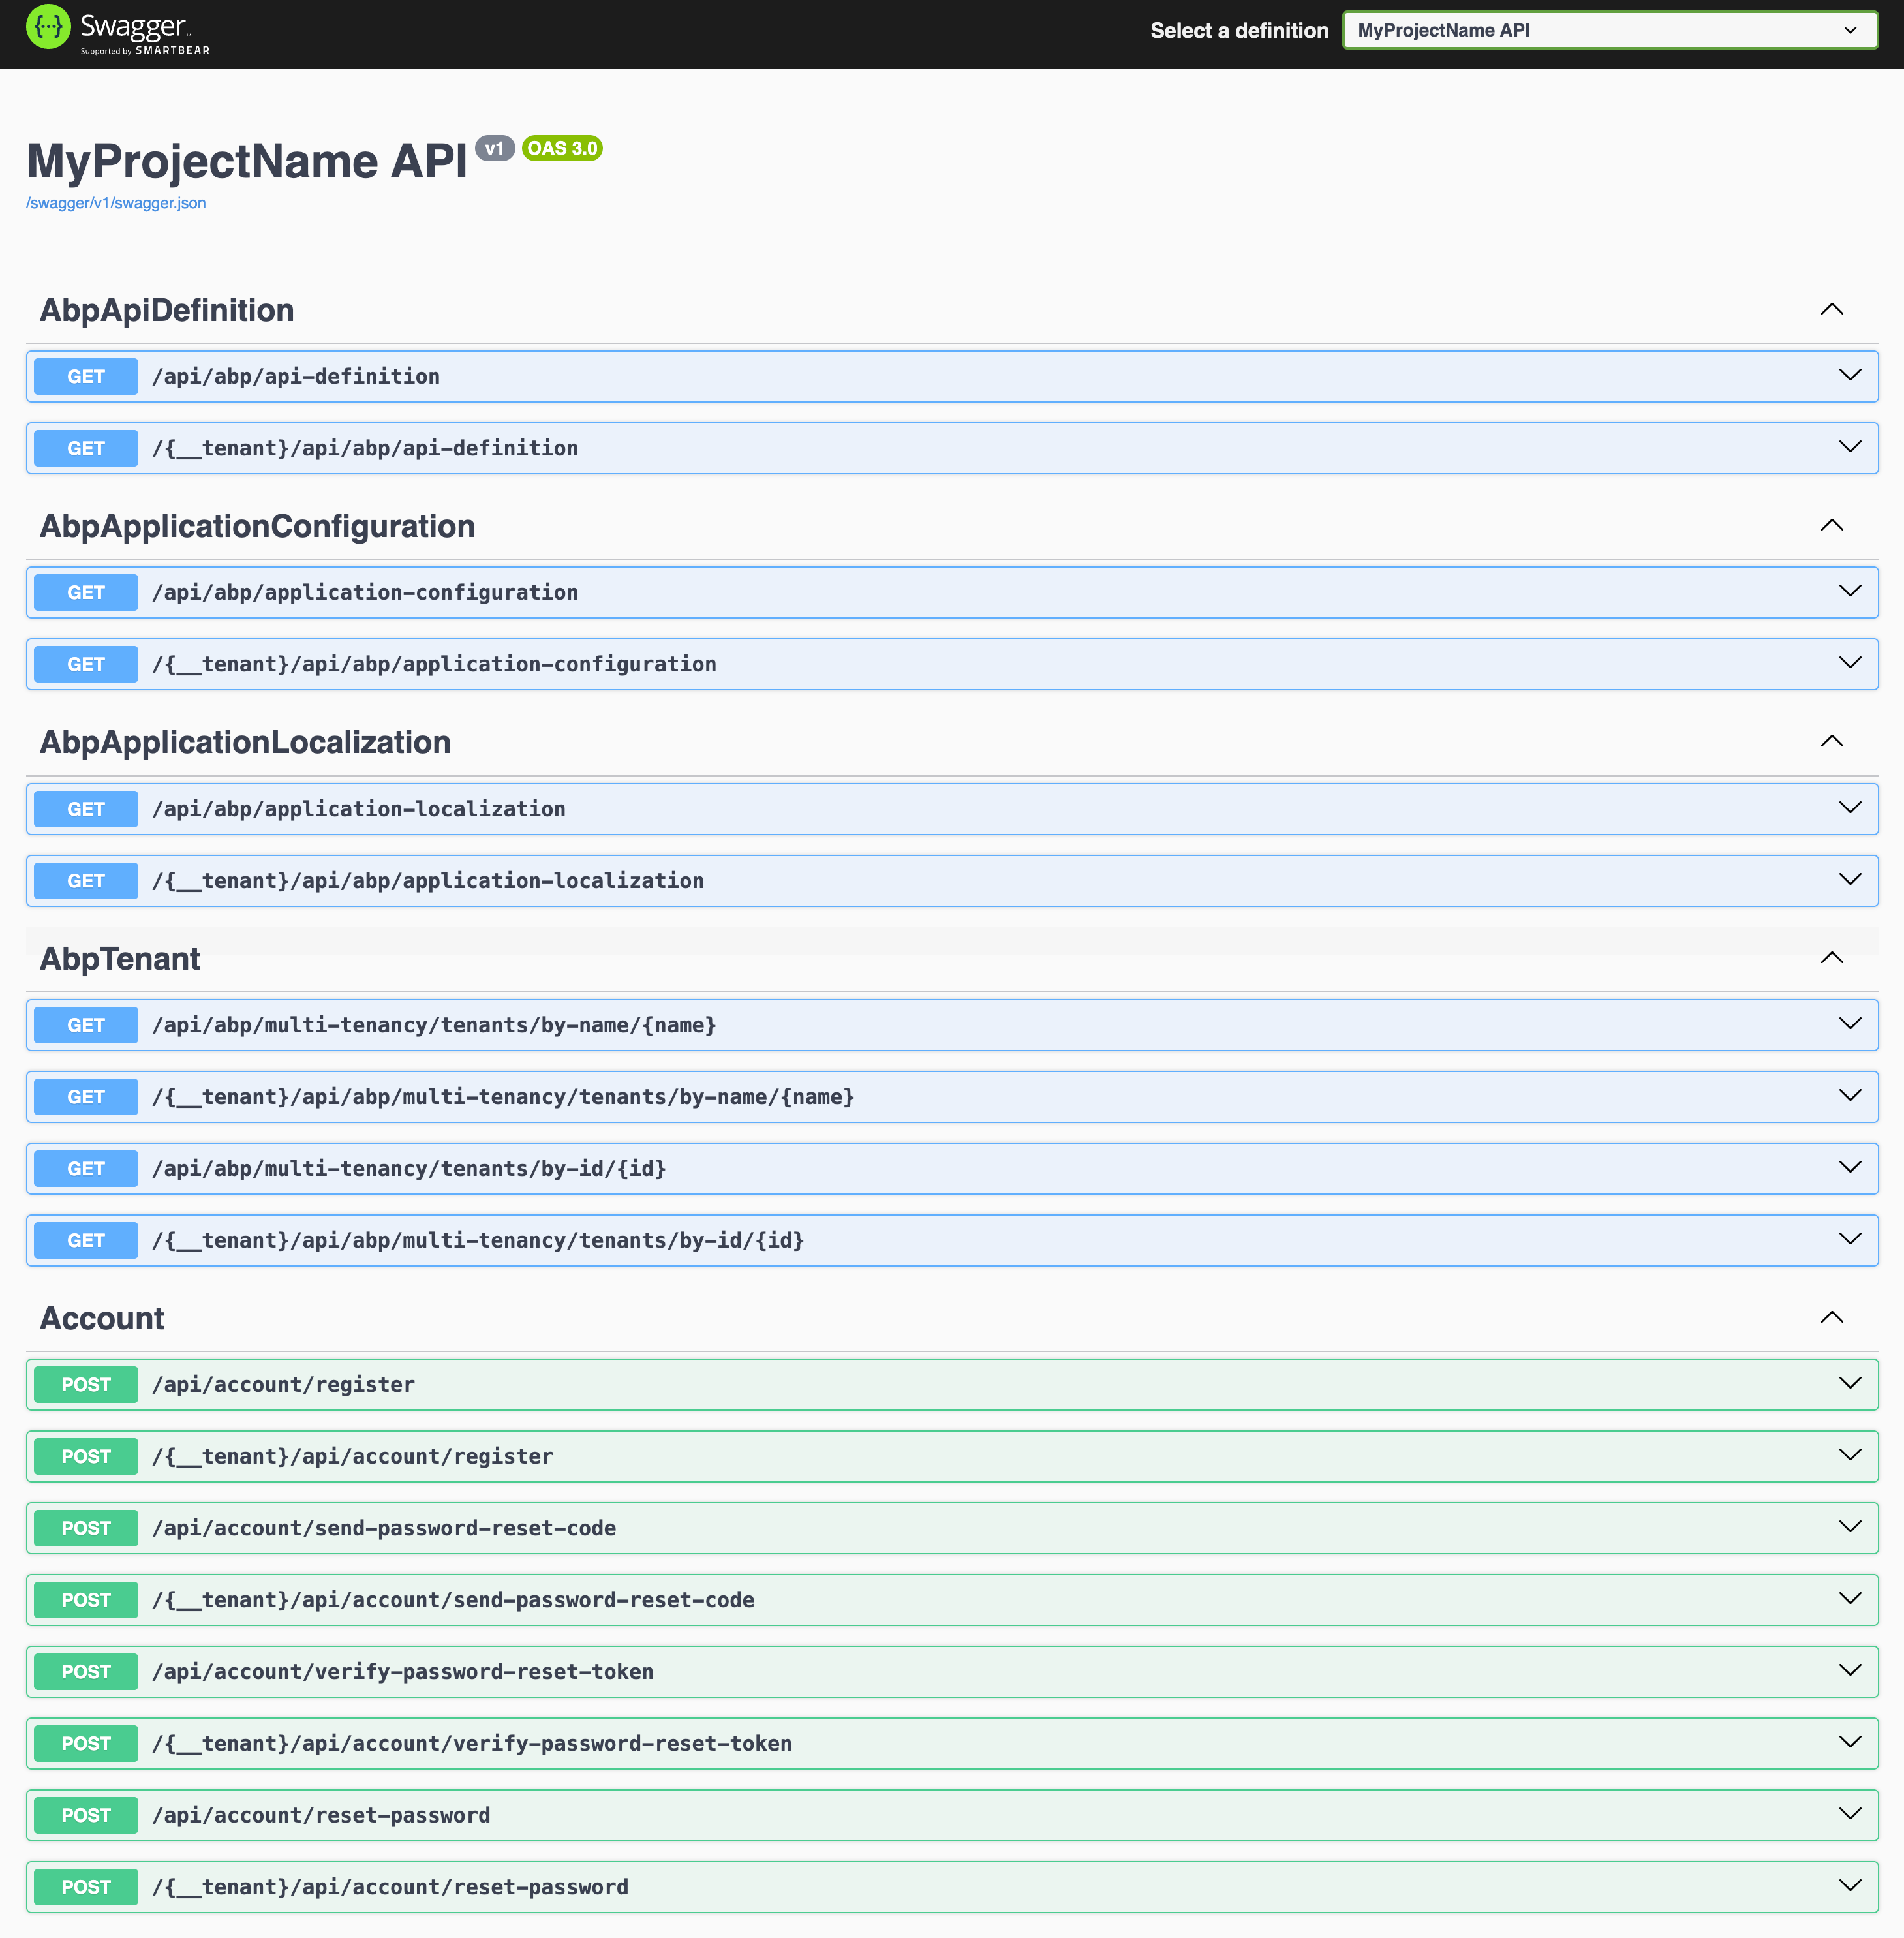 Swagger™
Supported by SMARTBEAR
Select a definition
MyProjectName API
MyProjectName API v1 OAS 3.0
/swagger/v1/swagger.json
AbpApiDefinition
GET /api/abp/api-definition
GET /{__tenant}/api/abp/api-definition
AbpApplicationConfiguration
GET /api/abp/application-configuration
GET /{__tenant}/api/abp/application-configuration
AbpApplicationLocalization
GET /api/abp/application-localization
GET /{__tenant}/api/abp/application-localization
AbpTenant
GET /api/abp/multi-tenancy/tenants/by-name/{name}
GET /{__tenant}/api/abp/multi-tenancy/tenants/by-name/{name}
GET /api/abp/multi-tenancy/tenants/by-id/{id}
GET /{__tenant}/api/abp/multi-tenancy/tenants/by-id/{id}
Account
POST /api/account/register
POST /{__tenant}/api/account/register
POST /api/account/send-password-reset-code
POST /{__tenant}/api/account/send-password-reset-code
POST /api/account/verify-password-reset-token
POST /{__tenant}/api/account/verify-password-reset-token
POST /api/account/reset-password
POST /{__tenant}/api/account/reset-password